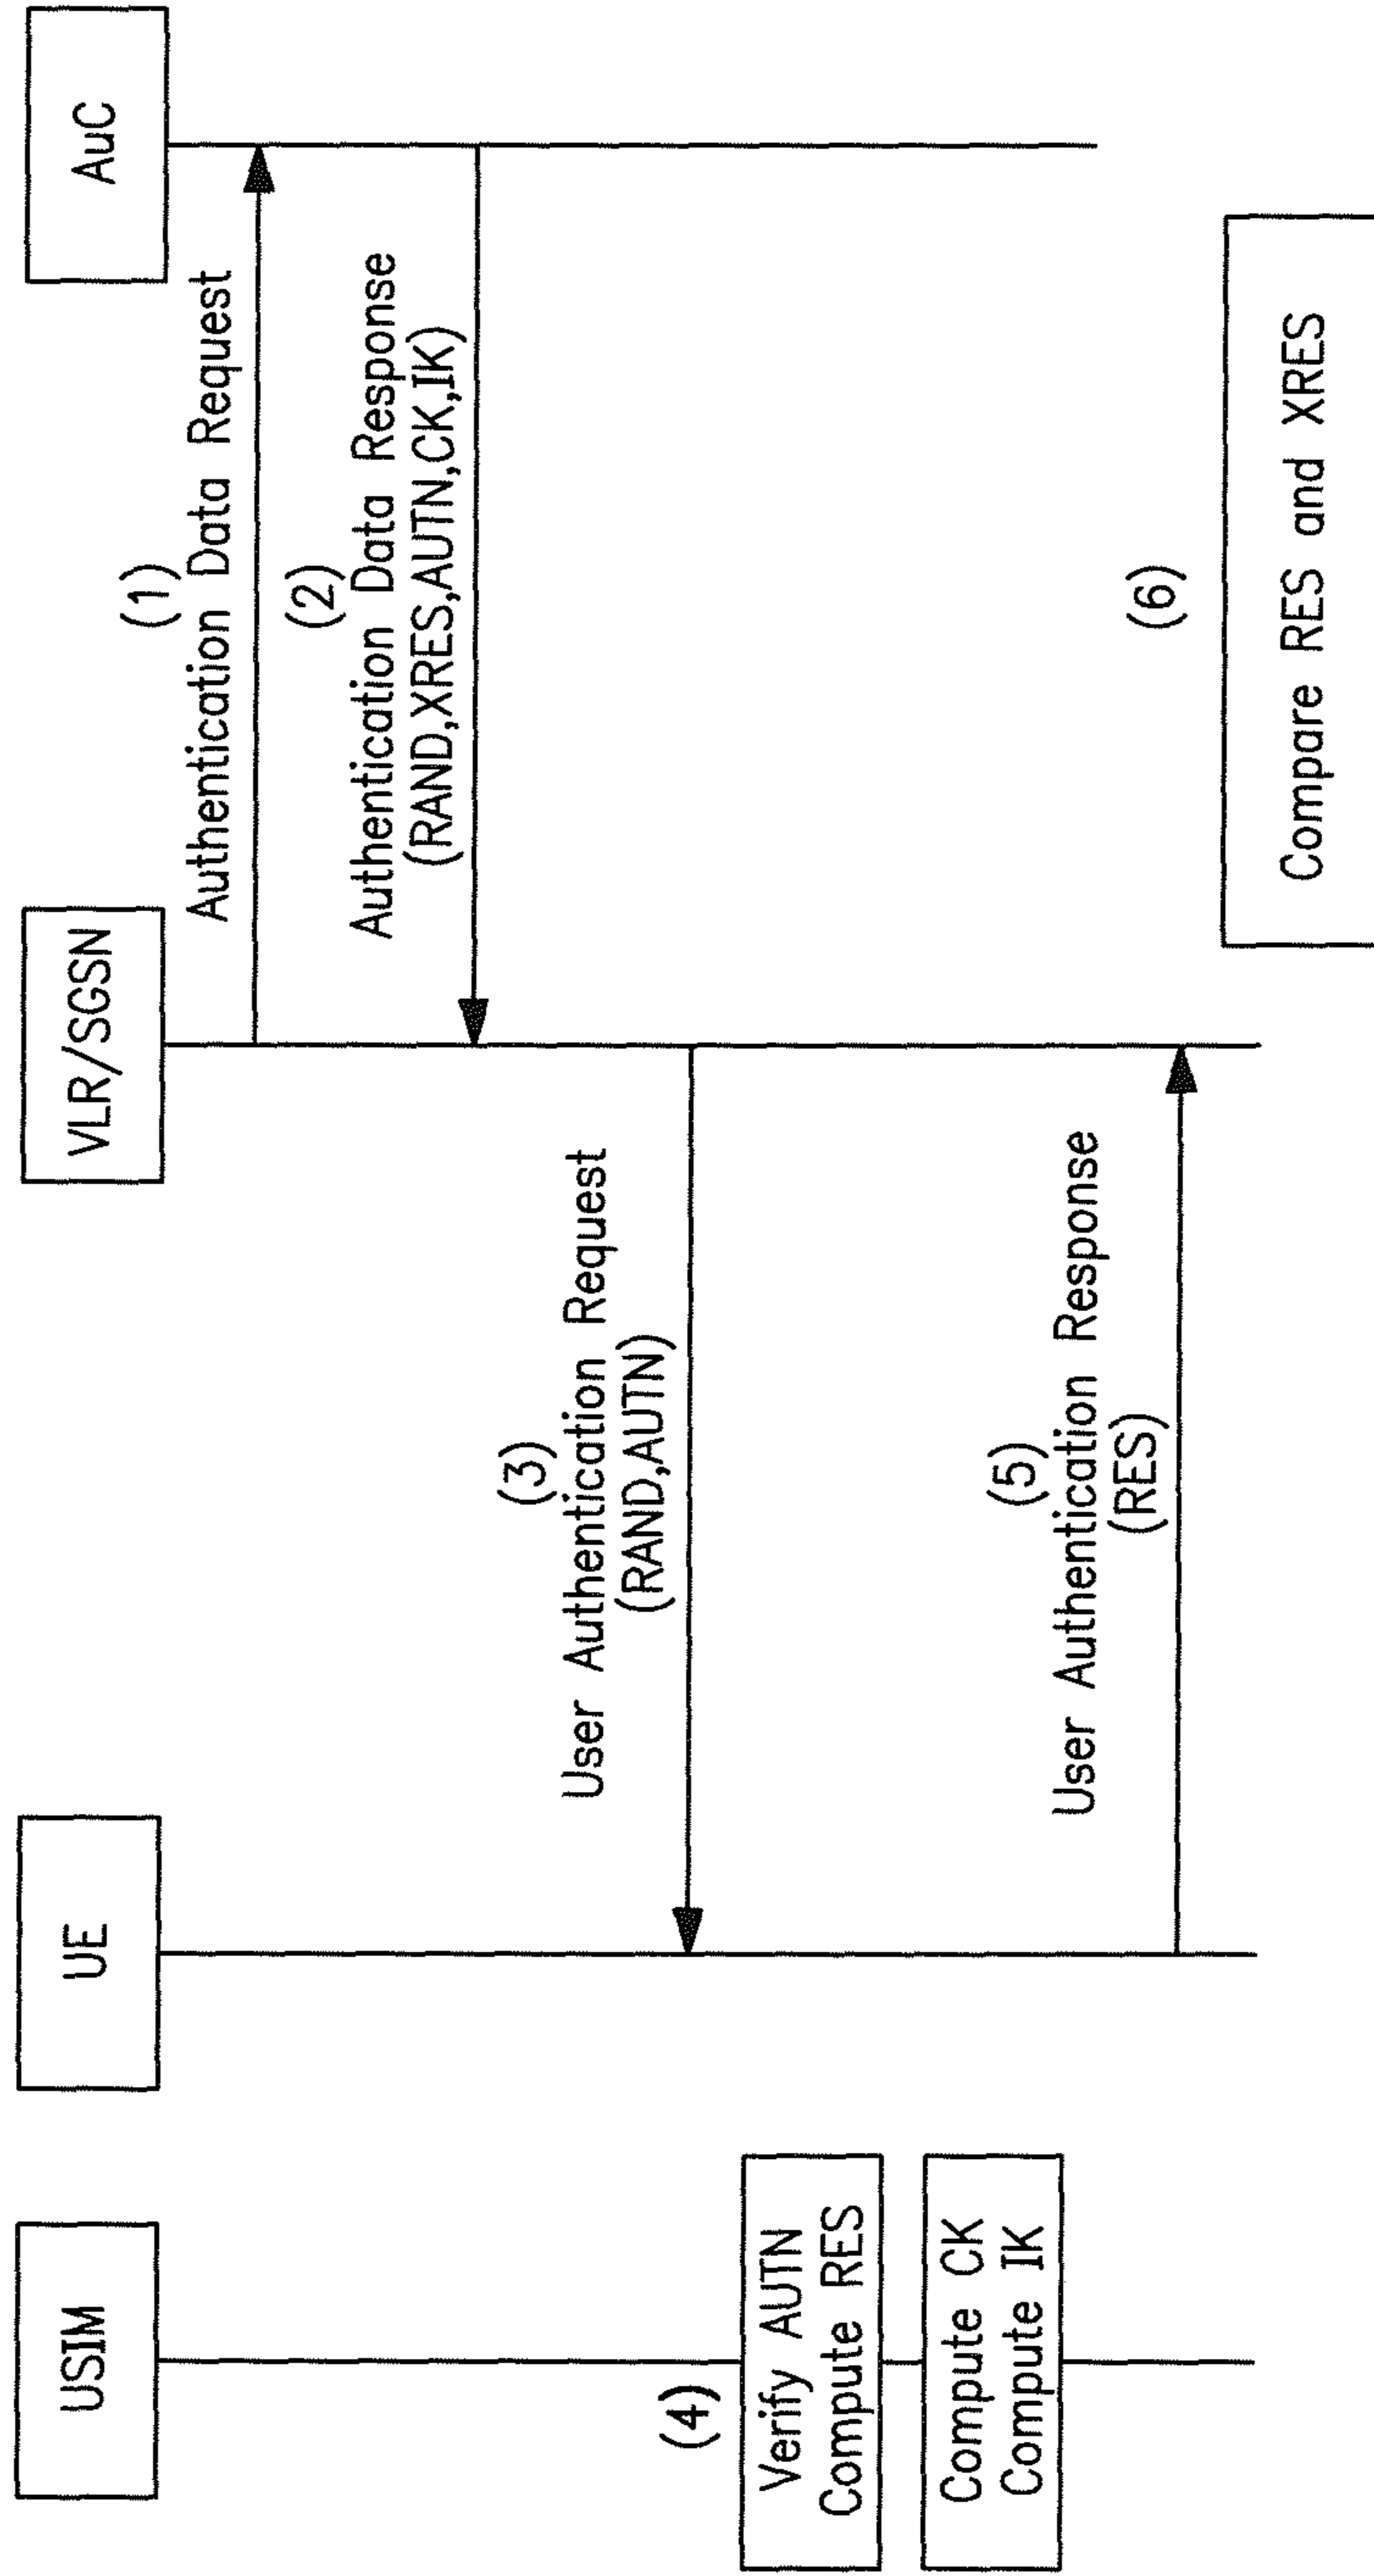 USIM
UE
VLR/SGSN
AuC
(1)
Authentication Data Request
(2)
Authentication Data Response
(RAND,XRES,AUTN,CK,IK)
(3)
User Authentication Request
(RAND,AUTN)
(4)
Verify AUTN
Compute RES
Compute CK
Compute IK
(5)
User Authentication Response
(RES)
(6)
Compare RES and XRES